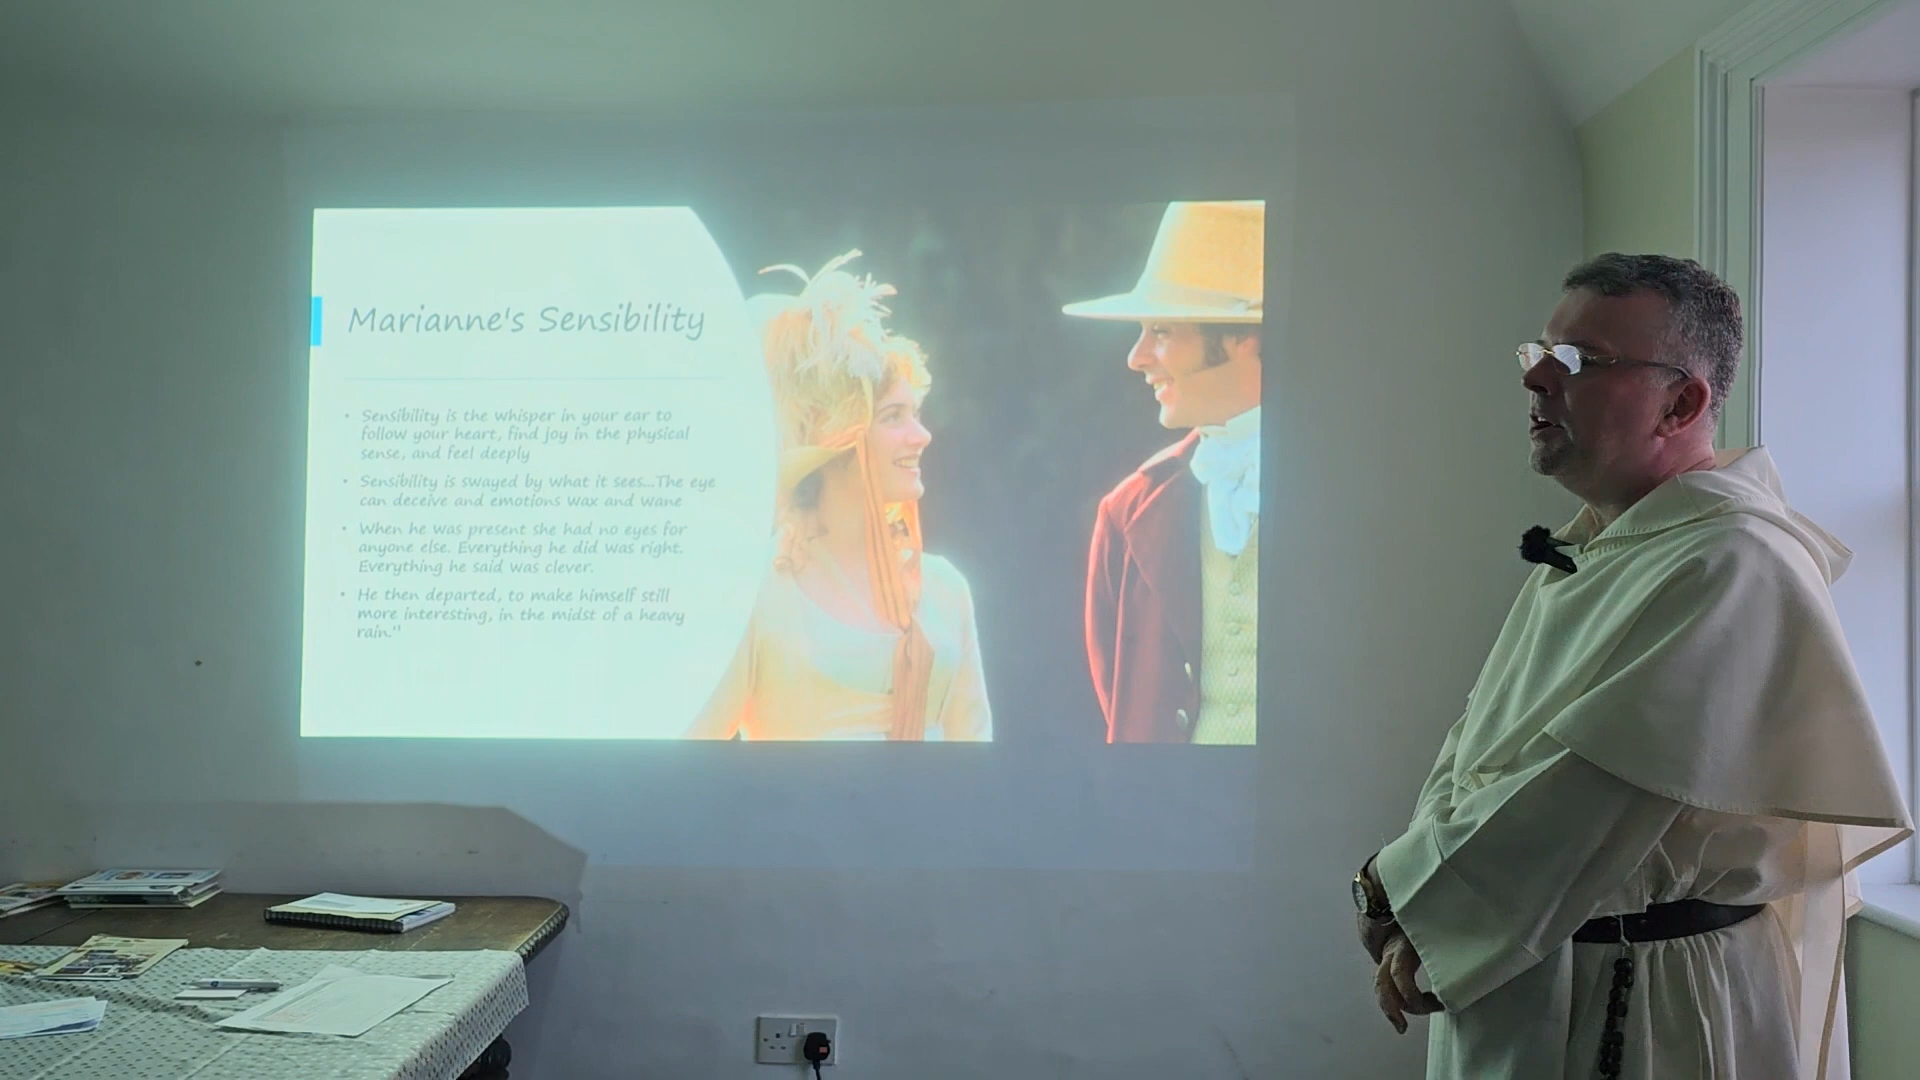 Marianne's Sensibility
• Sensibility is the whisper in your ear to
follow your heart, find joy in the physical
sense, and feel deeply
• Sensibility is swayed by what it sees...The eye
can deceive and emotions wax and wane
• When he was present she had no eyes for
anyone else. Everything he did was right.
Everything he said was clever.
• He then departed, to make himself still
more interesting, in the midst of a heavy
rain."